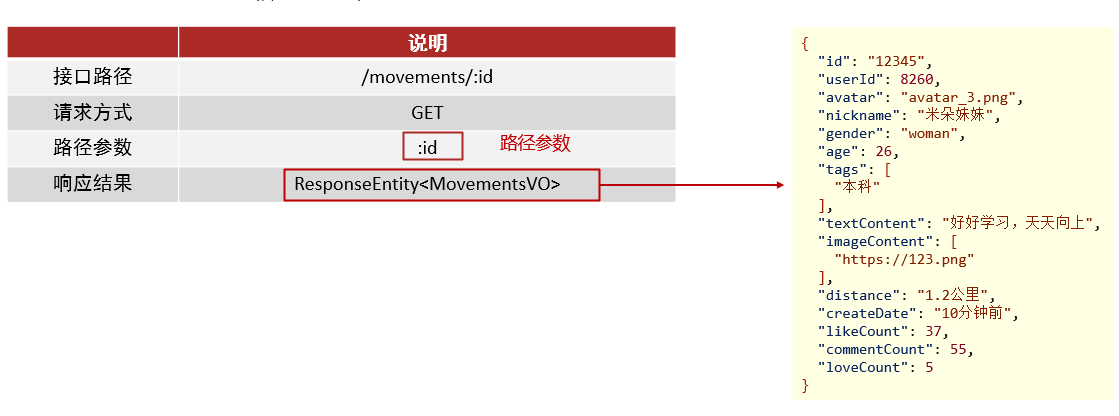 说明
接口路径 /movements/:id
请求方式 GET
路径参数 :id 路径参数
响应结果 ResponseEntity<MovementsVO>
{
"id": "12345",
"userId": 8260,
"avatar": "avatar_3.png",
"nickname": "米朵妹妹",
"gender": "woman",
"age": 26,
"tags": [
"本科"
],
"textContent": "好好学习，天天向上",
"imageContent": [
"https://123.png"
],
"distance": "1.2公里",
"createDate": "10分钟前",
"likeCount": 37,
"commentCount": 55,
"loveCount": 5
}